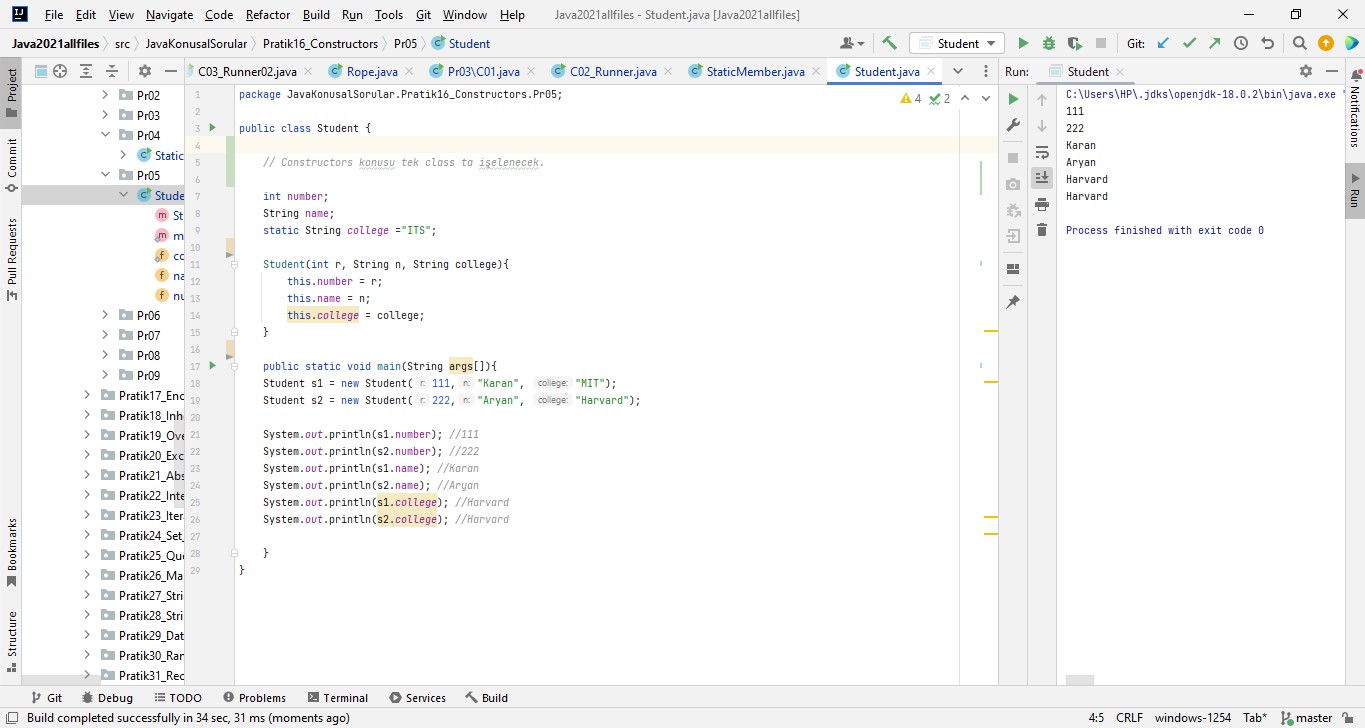 File Edit View Navigate Code Refactor Build Run Tools Git Window Help Java2021allfiles - Student.java [Java2021allfiles]
Java2021allfiles src JavaKonusalSorular Pratik16_Constructors Pr05 Student Student Git:
Project
Commit
Pull Requests
Bookmarks
Structure
Pr02
Pr03
Pr04
Static
Pr05
Stude
St
m
co
na
nu
Pr06
Pr07
Pr08
Pr09
Pratik17_Enc
Pratik18_Inh
Pratik19_Ove
Pratik20_Exc
Pratik21_Abs
Pratik22_Inte
Pratik23_Iter
Pratik24_Set_
Pratik25_Que
Pratik26_Ma
Pratik27_Stri
Pratik28_Stri
Pratik29_Dat
Pratik30_Ran
Pratik31_Rec
C03_Runner02.java Rope.java Pr03\C01.java C02_Runner.java StaticMember.java Student.java
4 2
1 package JavaKonusalSorular.Pratik16_Constructors.Pr05;
2
3 public class Student {
4
5 // Constructors konusu tek class ta işelenecek.
6
7 int number;
8 String name;
9 static String college ="ITS";
10
11 Student(int r, String n, String college){
12 this.number = r;
13 this.name = n;
14 this.college = college;
15 }
16
17 public static void main(String args[]){
18 Student s1 = new Student( r: 111, n: "Karan", college: "MIT");
19 Student s2 = new Student( r: 222, n: "Aryan", college: "Harvard");
20
21 System.out.println(s1.number); //111
22 System.out.println(s2.number); //222
23 System.out.println(s1.name); //Karan
24 System.out.println(s2.name); //Aryan
25 System.out.println(s1.college); //Harvard
26 System.out.println(s2.college); //Harvard
27
28 }
29 }
Run: Student
C:\Users\HP\.jdks\openjdk-18.0.2\bin\java.exe "
111
222
Karan
Aryan
Harvard
Harvard
Process finished with exit code 0
Notifications
Run
Git Debug TODO Problems Terminal Services Build
Build completed successfully in 34 sec, 31 ms (moments ago) 4:5 CRLF windows-1254 Tab* master